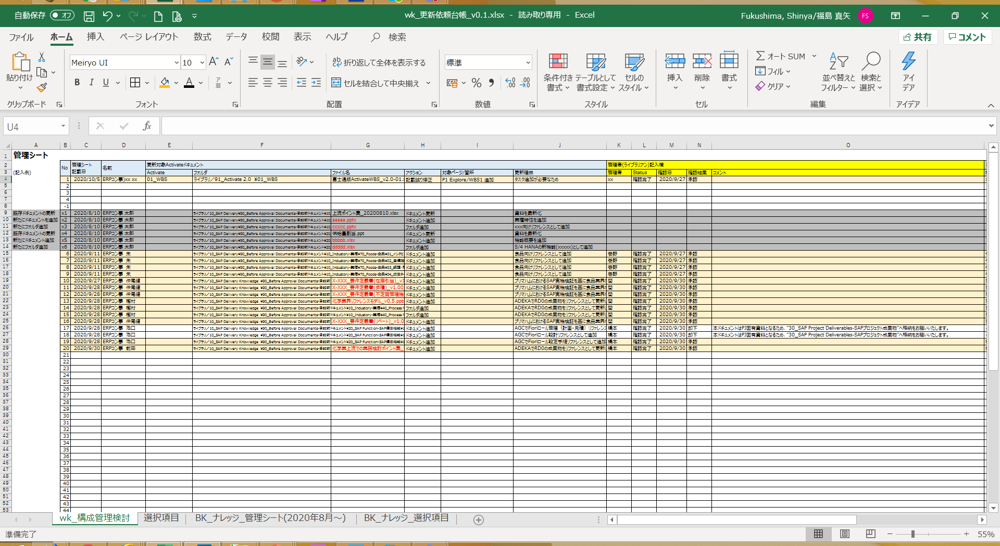 自動保存 オフ
wk_更新依頼台帳_v0.1.xlsx - 読み取り専用 - Excel
Fukushima, Shinya/福島 真矢 FS
ファイル ホーム 挿入 ページ レイアウト 数式 データ 校閲 表示 ヘルプ 検索
共有 コメント
貼り付け
Meiryo UI 10
折り返して全体を表示する
セルを結合して中央揃え
標準
条件付き書式 テーブルとして書式設定 セルのスタイル
挿入 削除 書式
オート SUM
フィル
クリア
並べ替えとフィルター 検索と選択
アイデア
クリップボード フォント 配置 数値 スタイル セル 編集 アイデア
U4
A B C D E F G H I J K L M N O
管理シート
No 管理シート記載日 名前 更新対象Activateドキュメント 管理者(ライブラリアン)記入欄
(記入例) Activate フォルダ ファイル名 アクション 対象ページ/箇所 更新理由 管理者 Status 確認日 確認結果 コメント
1 2020/10/5 ERPコン事)xx xx 01_WBS ライブラリ／91_Activate 2.0 ¥01_WBS 富士通版ActivateWBS_v2.0-01. 記載誤り修正 P1 Explore/WBS1 追加 タスク追加が必要なため xx 確認完了 2020/9/27 承認
2
3
4
-1
既存ドキュメントの更新 x1 2020/8/10 ERPコン事 太郎 ライブラリ／10_SAP Delivery¥90_Before Approval Documents-承認前ドキュメント¥10_ 上流ポイント集_20200810.xlsx ドキュメント更新 資料を最新化
新たにドキュメントを追加 x2 2020/8/10 ERPコン事 太郎 ライブラリ／10_SAP Delivery¥90_Before Approval Documents-承認前ドキュメント¥10_ aaaaa.pptx ドキュメント追加 業種特性を追加
新たにフォルダ追加 x3 2020/8/10 ERPコン事 太郎 ライブラリ／10_SAP Delivery¥90_Before Approval Documents-承認前ドキュメント¥10_ ccccc.pptx フォルダ追加 xxx向けリファレンスとして追加
既存ドキュメントの更新 x4 2020/8/10 ERPコン事 太郎 ライブラリ／10_SAP Delivery¥90_Before Approval Documents-承認前ドキュメント¥20_ 供給量割当.ppt ドキュメント更新 資料を最新化
新たにドキュメント追加 x5 2020/8/10 ERPコン事 太郎 ライブラリ／10_SAP Delivery¥90_Before Approval Documents-承認前ドキュメント¥20_ bbbbb.xlsx ドキュメント追加 機能概要を追加
新たにフォルダ追加 x6 2020/8/10 ERPコン事 太郎 ライブラリ／10_SAP Delivery¥90_Before Approval Documents-承認前ドキュメント¥20_ ddddd.xlsx フォルダ追加 S/4 HANAの新機能(xxxxx)として追加
6 2020/9/11 ERPコン事 朱 ライブラリ／10_SAP Delivery¥90_Before Approval Documents-承認前ドキュメント¥10_Industory-業種¥70_Foods-食品¥01_インタビ ドキュメント追加 食品向けリファレンスとして追加 巻野 確認完了 2020/9/27 承認
7 2020/9/11 ERPコン事 朱 ライブラリ／10_SAP Delivery¥90_Before Approval Documents-承認前ドキュメント¥10_Industory-業種¥70_Foods-食品¥02_ ドキュメント追加 食品向けリファレンスとして追加 巻野 確認完了 2020/9/27 承認
8 2020/9/11 ERPコン事 朱 ライブラリ／10_SAP Delivery¥90_Before Approval Documents-承認前ドキュメント¥10_Industory-業種¥70_Foods-食品¥03_課題 ドキュメント追加 食品向けリファレンスとして追加 巻野 確認完了 2020/9/27 承認
9 2020/9/11 ERPコン事 朱 ライブラリ／10_SAP Delivery¥90_Before Approval Documents-承認前ドキュメント¥10_Industory-業種¥70_Foods-食品¥04_改革テー ドキュメント追加 食品向けリファレンスとして追加 巻野 確認完了 2020/9/27 承認
10 2020/9/27 ERPコン事 仲尾健 ライブラリ／10_SAP Delivery Knowledge ¥90_Before Approval Documents-承認前 X-XXX_要件定義書(在庫引当)_v1 ドキュメント追加 プリマハムにおけるSAP実機検証を基に食品業界 関 確認完了 2020/9/30 承認
11 2020/9/28 ERPコン事 仲尾健 ライブラリ／10_SAP Delivery Knowledge ¥90_Before Approval Documents-承認前 X-XXX_要件定義書(歩積)_v1.00 ドキュメント追加 プリマハムにおけるSAP実機検証を基に食品業界 関 確認完了 2020/9/30 承認
12 2020/9/28 ERPコン事 仲尾健 ライブラリ／10_SAP Delivery Knowledge ¥90_Before Approval Documents-承認前 X-XXX_要件定義書(不定貫管理機 ドキュメント追加 プリマハムにおけるSAP実機検証を基に食品業界 関 確認完了 2020/9/30 承認
13 2020/9/28 ERPコン事 樫村 ライブラリ／10_SAP Delivery Knowledge ¥90_Before Approval Documents-承認前 化学業界リファレンスモデル_v0.5.pptx ドキュメント追加 ADEKAでRD0の成果物をリファレンスとして更新し 関 確認完了 2020/9/30 承認
14 2020/9/28 ERPコン事 樫村 ライブラリ／10_SAP Delivery Knowledge ¥90_Before Approval Documents-承認前ドキュメント¥10_Industory-業種¥40_Process フォルダ追加 ADEKAでRD0の成果物をリファレンスとして更新し 関 確認完了 2020/9/30 承認
15 2020/9/28 ERPコン事 樫村 ライブラリ／10_SAP Delivery Knowledge ¥90_Before Approval Documents-承認前ドキュメント¥10_Industory-業種¥40_Process フォルダ追加 ADEKAでRD0の成果物をリファレンスとして更新し 関 確認完了 2020/9/30 承認
16 2020/9/28 ERPコン事 仲尾健 ライブラリ／10_SAP Delivery Knowledge ¥90_Before Approval Documents-承認前 X-XXX_要件定義書(リベート)_v1.0 ドキュメント追加 プリマハムにおけるSAP実機検証を基に食品業界 関 確認完了 2020/9/30 承認
17 2020/9/28 ERPコン事 池口 ライブラリ／10_SAP Delivery Knowledge ¥90_Before Approval Documents-承認前ドキュメント¥20_SAP Function-SAP標準機能¥1 ドキュメント追加 AGCでFioriロール管理（計画・見積）リファレンス 橋本 確認完了 2020/9/30 却下 本ドキュメントはPJ固有資料となるため、"30_SAP Project Deliverables-SAPプロジェクト成果物"へ格納をお願いいたします。
18 2020/9/28 ERPコン事 池口 ライブラリ／10_SAP Delivery Knowledge ¥90_Before Approval Documents-承認前ドキュメント¥20_SAP Function-SAP標準機能¥1 ドキュメント追加 AGCでFioriロール設計リファレンスとして追加 橋本 確認完了 2020/9/30 却下 本ドキュメントはPJ固有資料となるため、"30_SAP Project Deliverables-SAPプロジェクト成果物"へ格納をお願いいたします。
19 2020/9/28 ERPコン事 池口 ライブラリ／10_SAP Delivery Knowledge ¥90_Before Approval Documents-承認前ドキュメント¥20_SAP Function-SAP標準機能¥1 ドキュメント追加 AGCでFioriロール設定手順リファレンスとして追加 橋本 確認完了 2020/9/30 承認
20 2020/9/30 ERPコン事 前田 ライブラリ／10_SAP Delivery Knowledge ¥90_Before Approval Documents-承認前 化学業上流での業務検討ポイント集_ ドキュメント追加 ADEKAでRD0の成果物をリファレンスとして更新し 橋本 確認完了 2020/9/30 承認
21
22
23
24
25
26
27
28
29
30
31
32
33
34
35
36
37
38
39
40
41
42
43
44
wk_構成管理検討 選択項目 BK_ナレッジ_管理シート(2020年8月～) BK_ナレッジ_選択項目
準備完了 55%